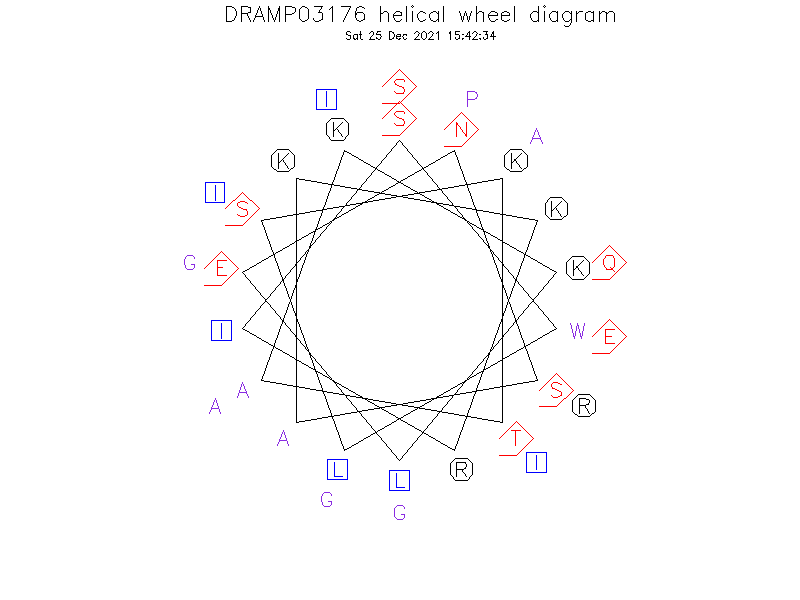 DRAMP03176 helical wheel diagram
Sat 25 Dec 2021 15:42:34
S
I P
S
K N A
K K
I S K
G E K Q
I W E
A S
A R
A T
L I
L R
G
G